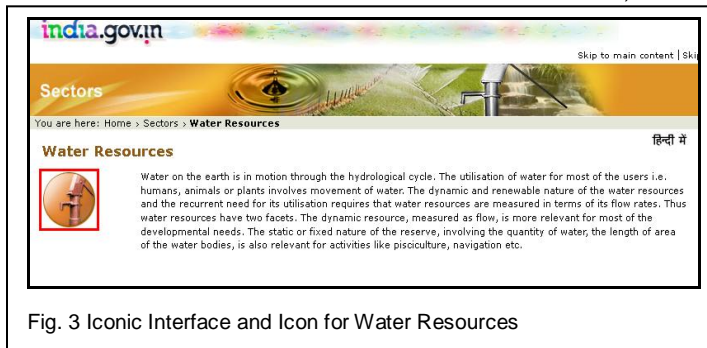 india.gov.in
Skip to main content | Ski
Sectors
You are here: Home › Sectors › Water Resources
हिन्दी में
Water Resources
Water on the earth is in motion through the hydrological cycle. The utilisation of water for most of the users i.e.
humans, animals or plants involves movement of water. The dynamic and renewable nature of the water resources
and the recurrent need for its utilisation requires that water resources are measured in terms of its flow rates. Thus
water resources have two facets. The dynamic resource, measured as flow, is more relevant for most of the
developmental needs. The static or fixed nature of the reserve, involving the quantity of water, the length of area
of the water bodies, is also relevant for activities like pisciculture, navigation etc.
Fig. 3 Iconic Interface and Icon for Water Resources